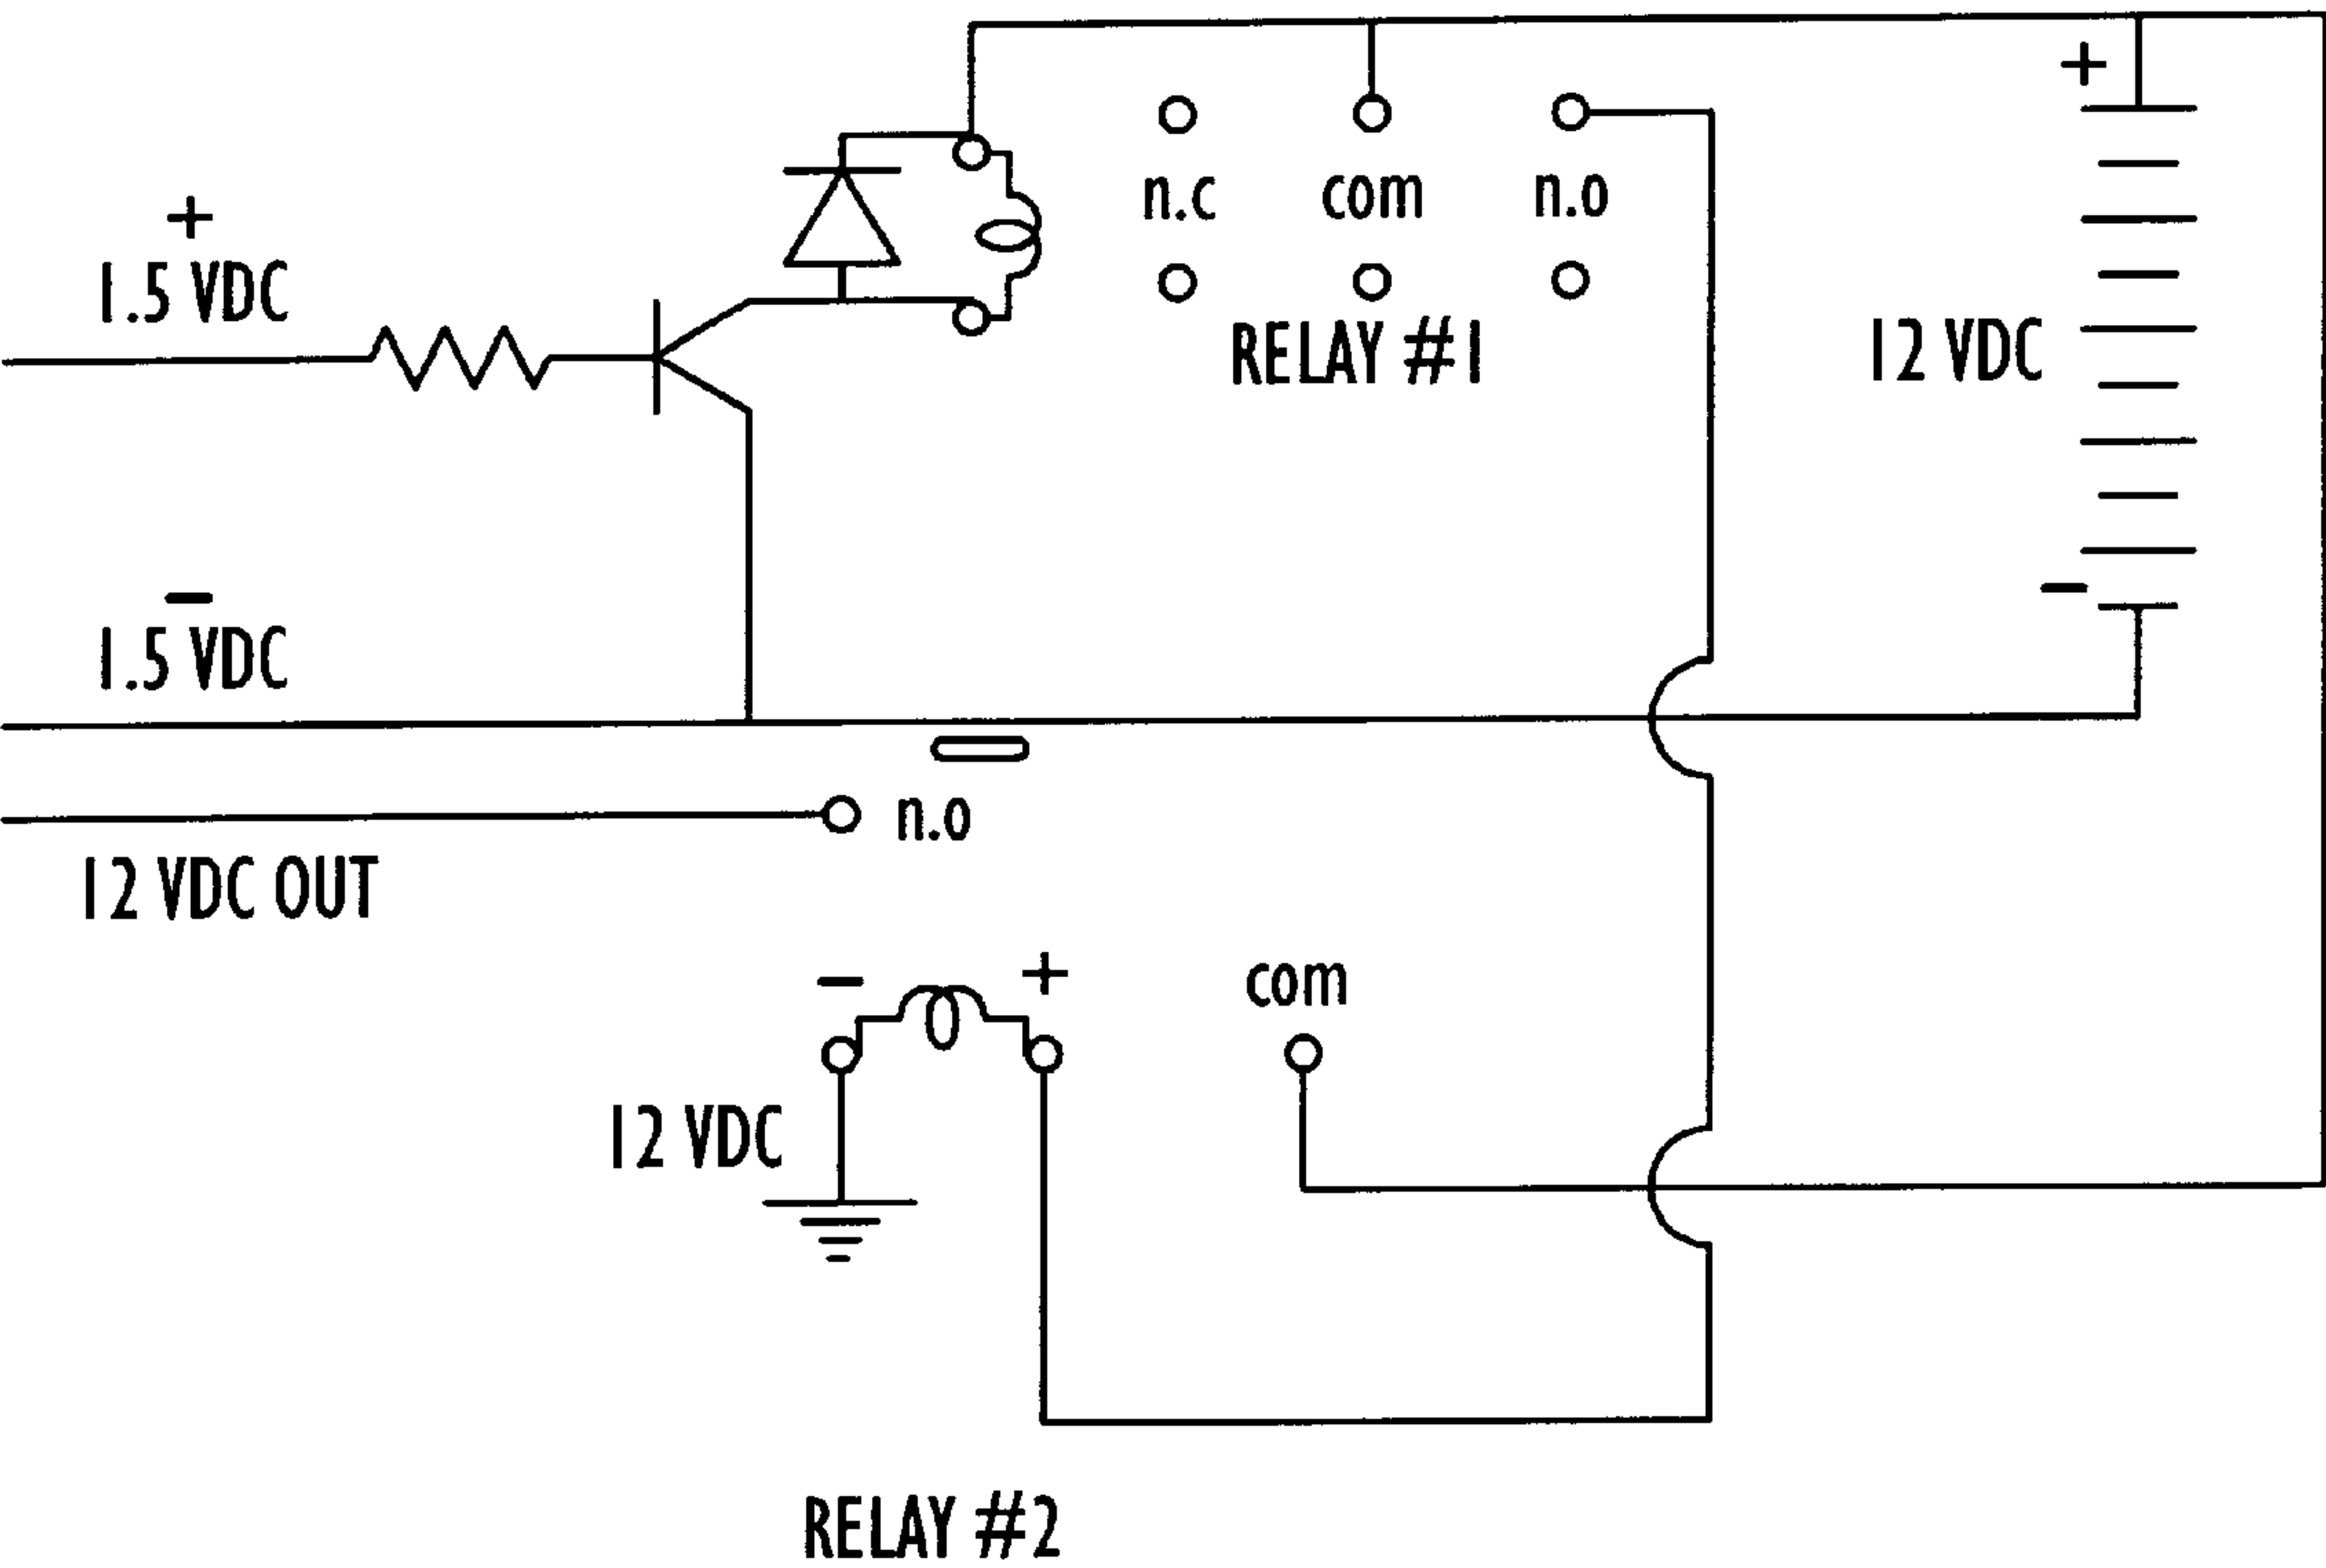 +
n.c com n.o
+
1.5 VDC
RELAY #1
12 VDC
-
-
1.5 VDC
n.o
12 VDC OUT
- +
com
12 VDC
RELAY #2